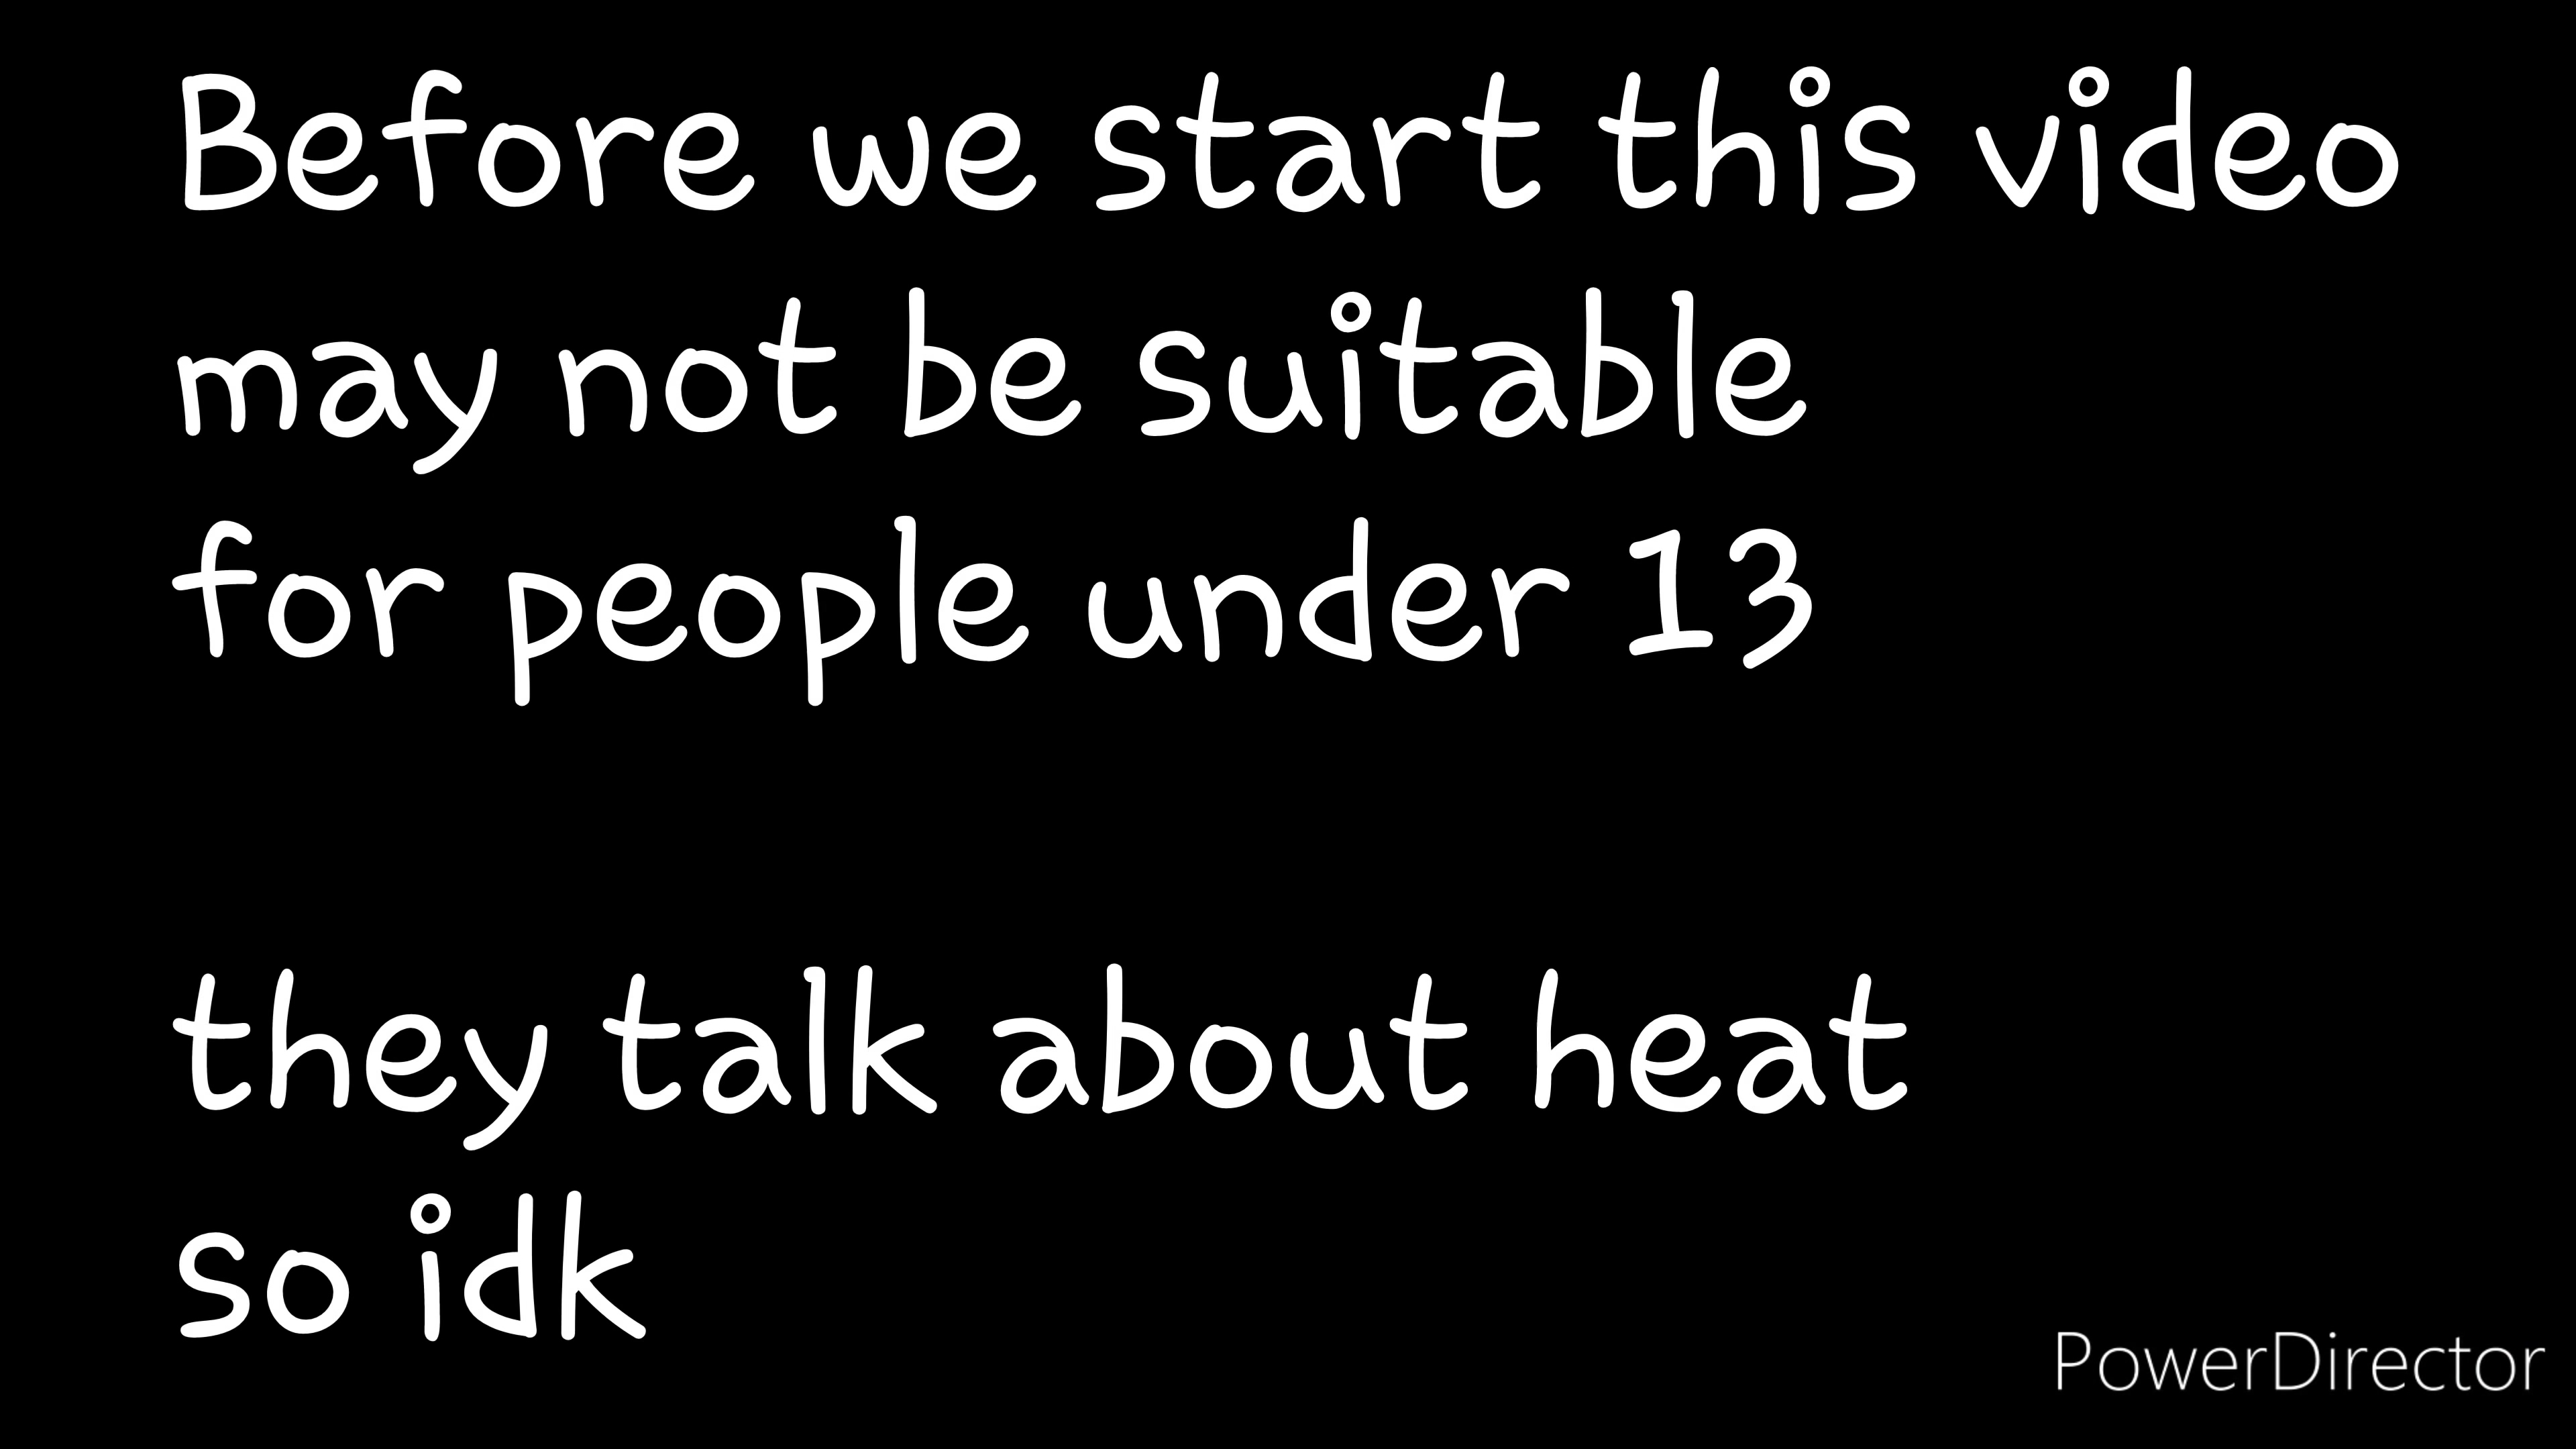 Before we start this video
may not be suitable
for people under 13
they talk about heat
so idk
PowerDirector